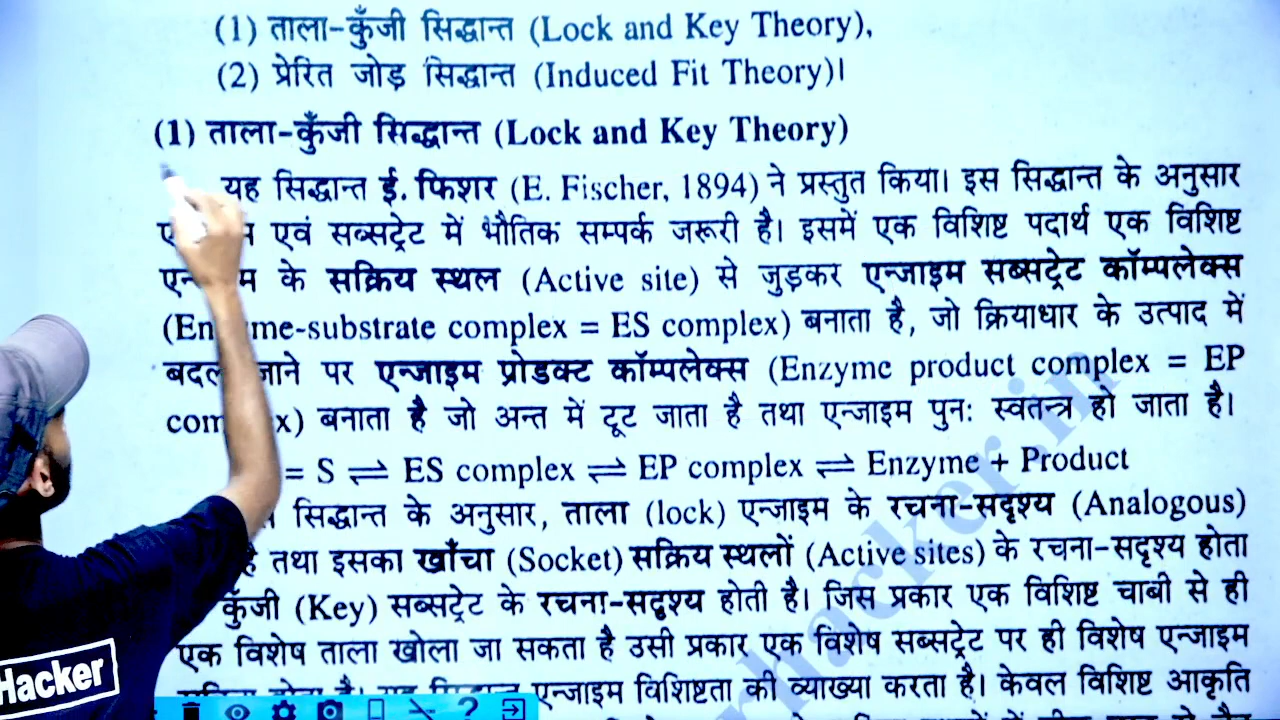 (1) ताला-कुँजी सिद्धान्त (Lock and Key Theory),
(2) प्रेरित जोड़ सिद्धान्त (Induced Fit Theory)।
(1) ताला-कुँजी सिद्धान्त (Lock and Key Theory)
यह सिद्धान्त ई. फिशर (E. Fischer, 1894) ने प्रस्तुत किया। इस सिद्धान्त के अनुसार
एवं सब्सट्रेट में भौतिक सम्पर्क जरूरी है। इसमें एक विशिष्ट पदार्थ एक विशिष्ट
के सक्रिय स्थल (Active site) से जुड़कर एन्जाइम सब्सट्रेट कॉम्पलेक्स
me-substrate complex = ES complex) बनाता है, जो क्रियाधार के उत्पाद में
बदल जाने पर एन्जाइम प्रोडक्ट कॉम्पलेक्स (Enzyme product complex = EP
x) बनाता है जो अन्त में टूट जाता है तथा एन्जाइम पुनः स्वतन्त्र हो जाता है।
= S ⇌ ES complex ⇌ EP complex ⇌ Enzyme + Product
सिद्धान्त के अनुसार, ताला (lock) एन्जाइम के रचना-सदृश्य (Analogous)
है तथा इसका खाँचा (Socket) सक्रिय स्थलों (Active sites) के रचना-सदृश्य होता
कुँजी (Key) सब्सट्रेट के रचना-सदृश्य होती है। जिस प्रकार एक विशिष्ट चाबी से ही
एक विशेष ताला खोला जा सकता है उसी प्रकार एक विशेष सब्सट्रेट पर ही विशेष एन्जाइम
एन्जाइम विशिष्टता की व्याख्या करता है। केवल विशिष्ट आकृति
Hacker